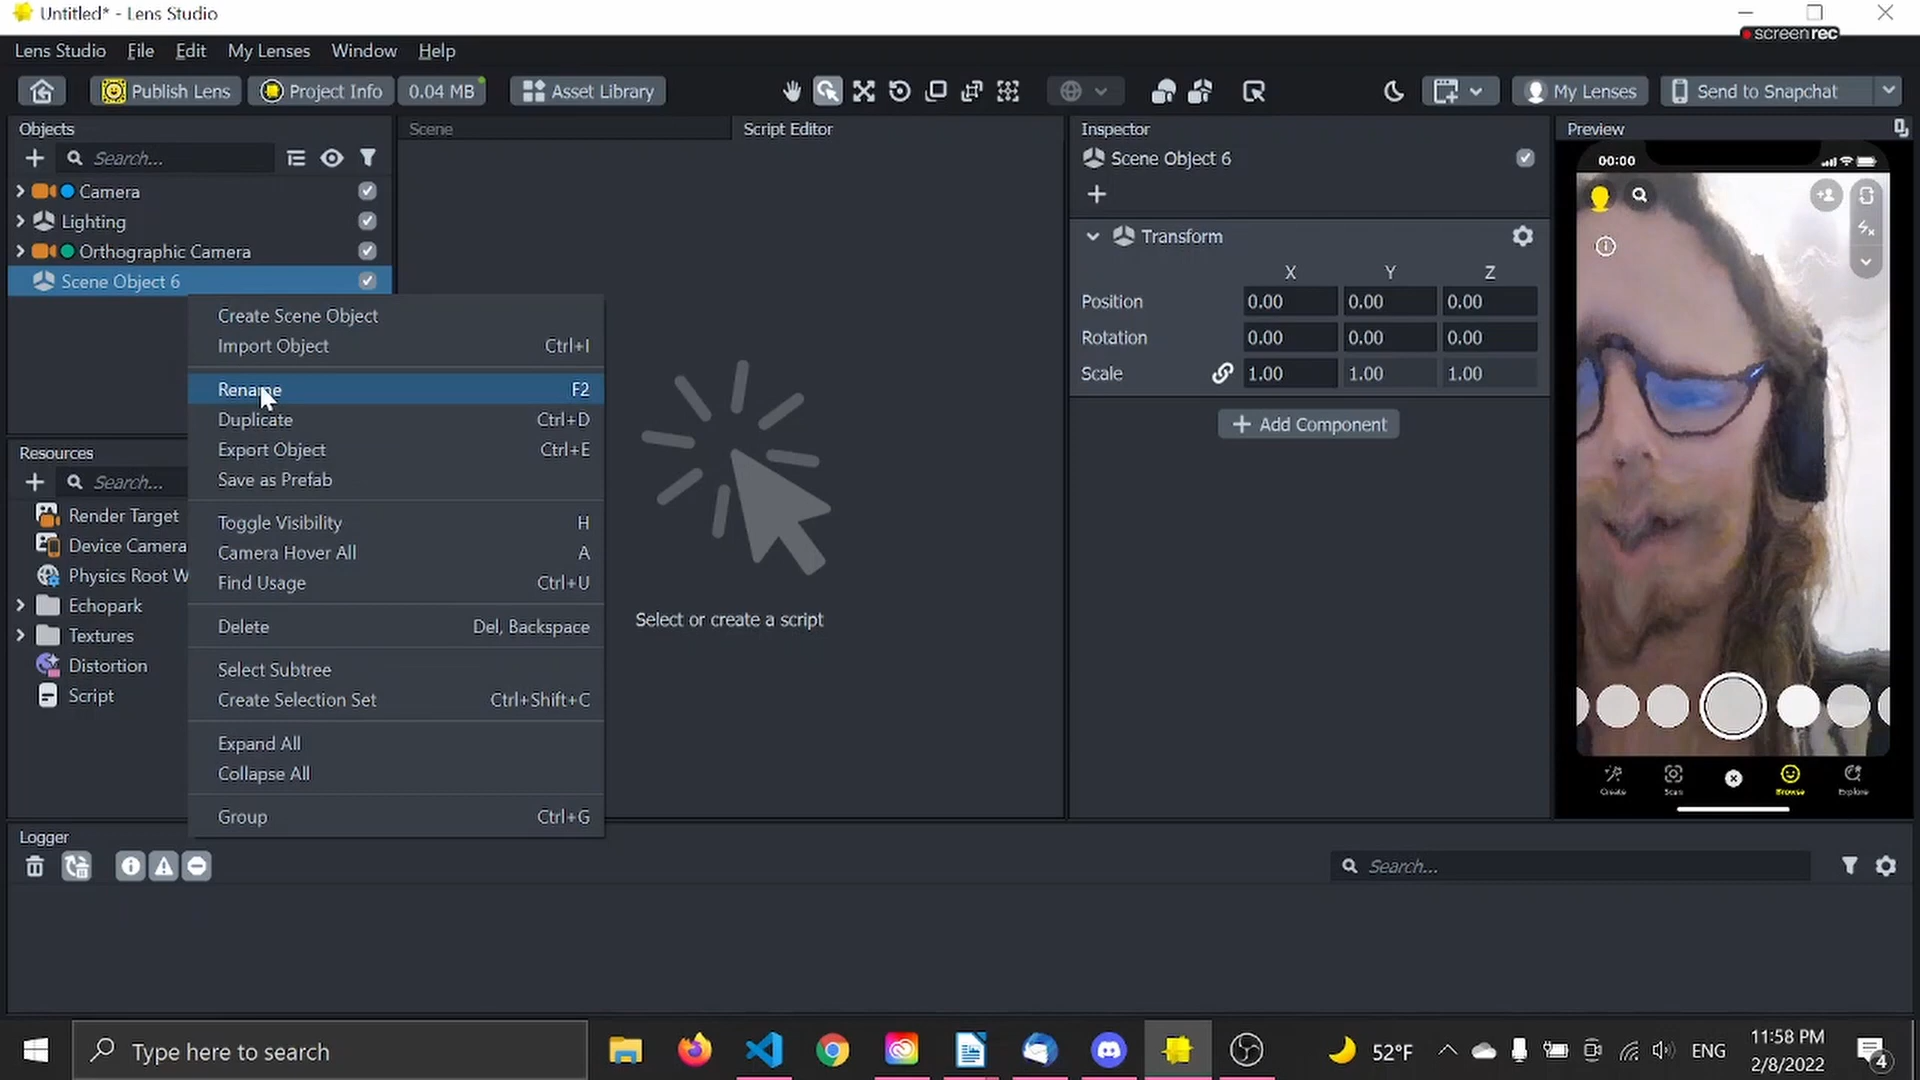 Untitled* - Lens Studio
screenrec
Lens Studio File Edit My Lenses Window Help
Publish Lens Project Info 0.04 MB Asset Library My Lenses Send to Snapchat
Objects
Search...
Camera
Lighting
Orthographic Camera
Scene Object 6
Create Scene Object
Import Object Ctrl+I
Rename F2
Duplicate Ctrl+D
Export Object Ctrl+E
Save as Prefab
Toggle Visibility H
Camera Hover All A
Find Usage Ctrl+U
Delete Del, Backspace
Select Subtree
Create Selection Set Ctrl+Shift+C
Expand All
Collapse All
Group Ctrl+G
Resources
Search...
Render Target
Device Camera
Physics Root W
Echopark
Textures
Distortion
Script
Scene Script Editor
Select or create a script
Inspector
Scene Object 6
Transform
X Y Z
Position 0.00 0.00 0.00
Rotation 0.00 0.00 0.00
Scale 1.00 1.00 1.00
Add Component
Preview
00:00
Create Scan Browse Explore
Logger
Search...
Type here to search
52°F
ENG
11:58 PM
2/8/2022
4